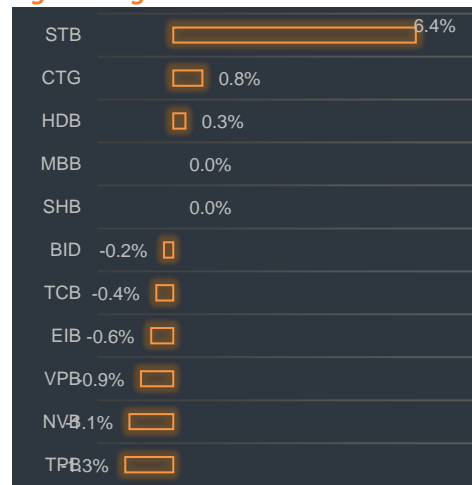 STB 6.4%
CTG 0.8%
HDB 0.3%
MBB 0.0%
SHB 0.0%
BID -0.2%
TCB -0.4%
EIB -0.6%
VPB -0.9%
NVB -1.1%
TPB -1.3%